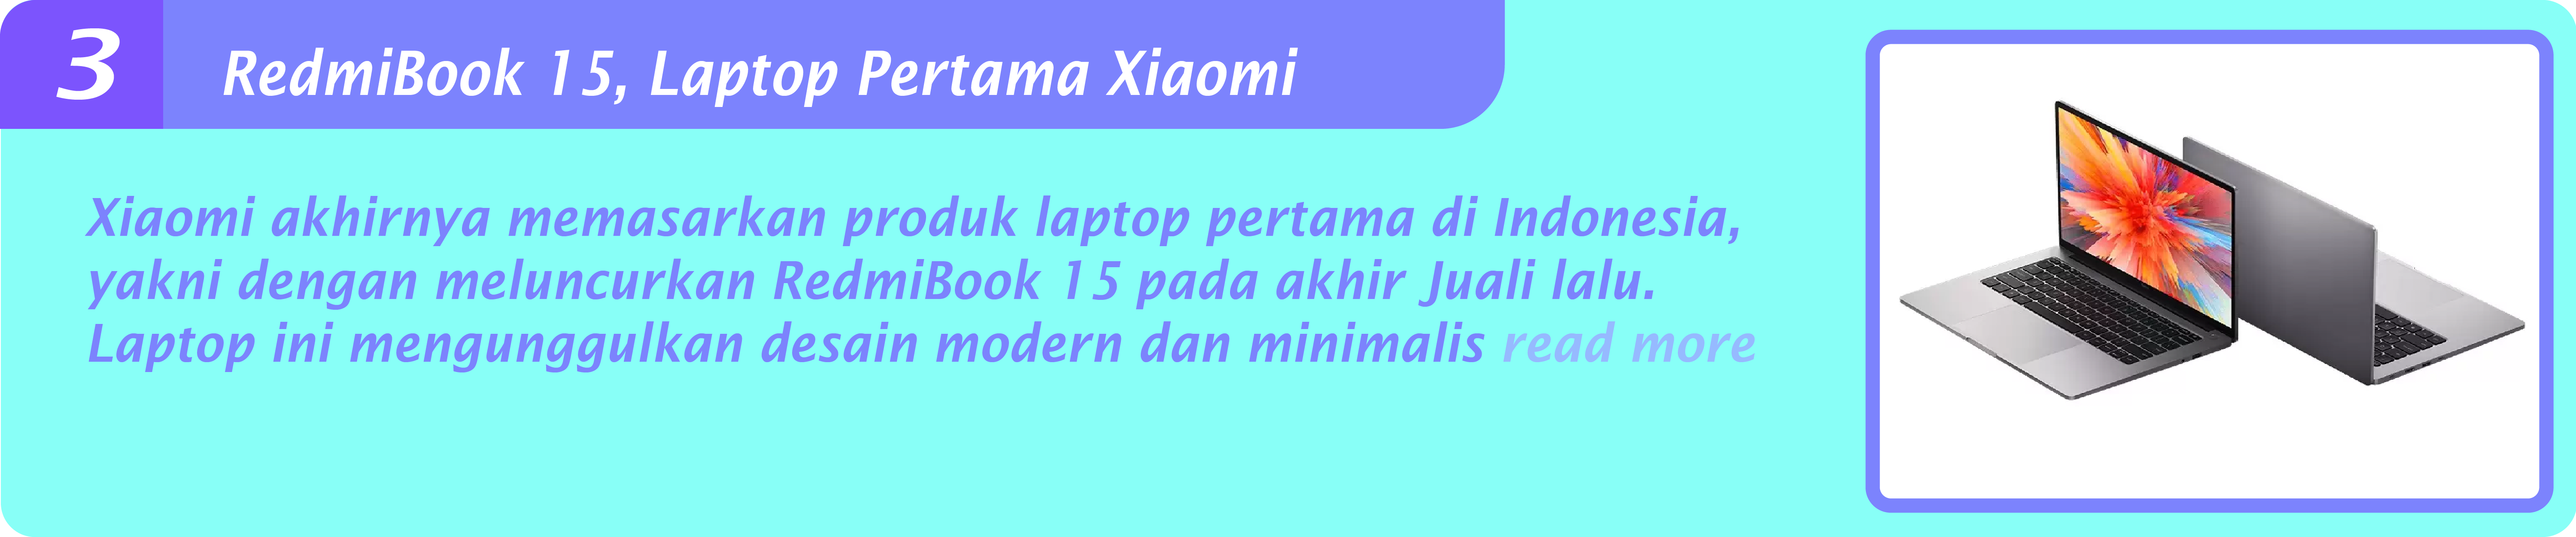 3
RedmiBook 15, Laptop Pertama Xiaomi
Xiaomi akhirnya memasarkan produk laptop pertama di Indonesia,
yakni dengan meluncurkan RedmiBook 15 pada akhir Juali lalu.
Laptop ini mengunggulkan desain modern dan minimalis read more